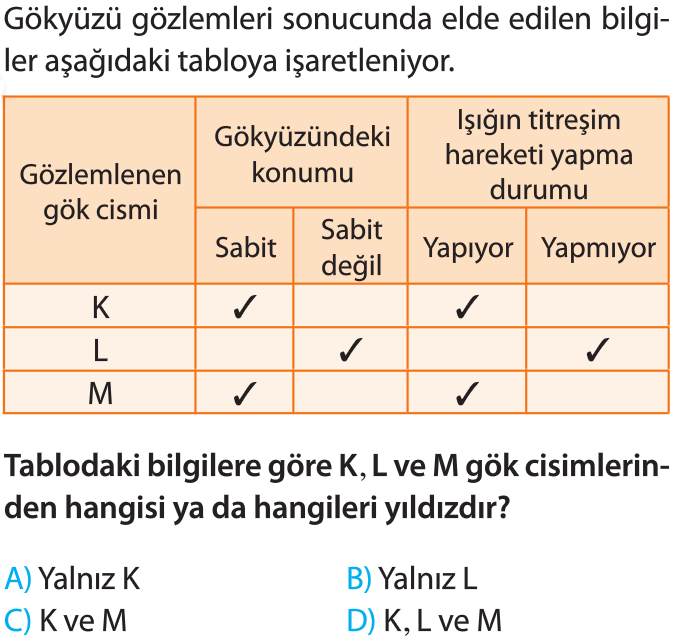 Gökyüzü gözlemleri sonucunda elde edilen bilgi-
ler aşağıdaki tabloya işaretleniyor.
Gözlemlenen
gök cismi
Gökyüzündeki
konumu
Işığın titreşim
hareketi yapma
durumu
Sabit
Sabit
değil
Yapıyor
Yapmıyor
K ✓ ✓
L ✓ ✓
M ✓ ✓
Tablodaki bilgilere göre K, L ve M gök cisimlerin-
den hangisi ya da hangileri yıldızdır?
A) Yalnız K
B) Yalnız L
C) K ve M
D) K, L ve M